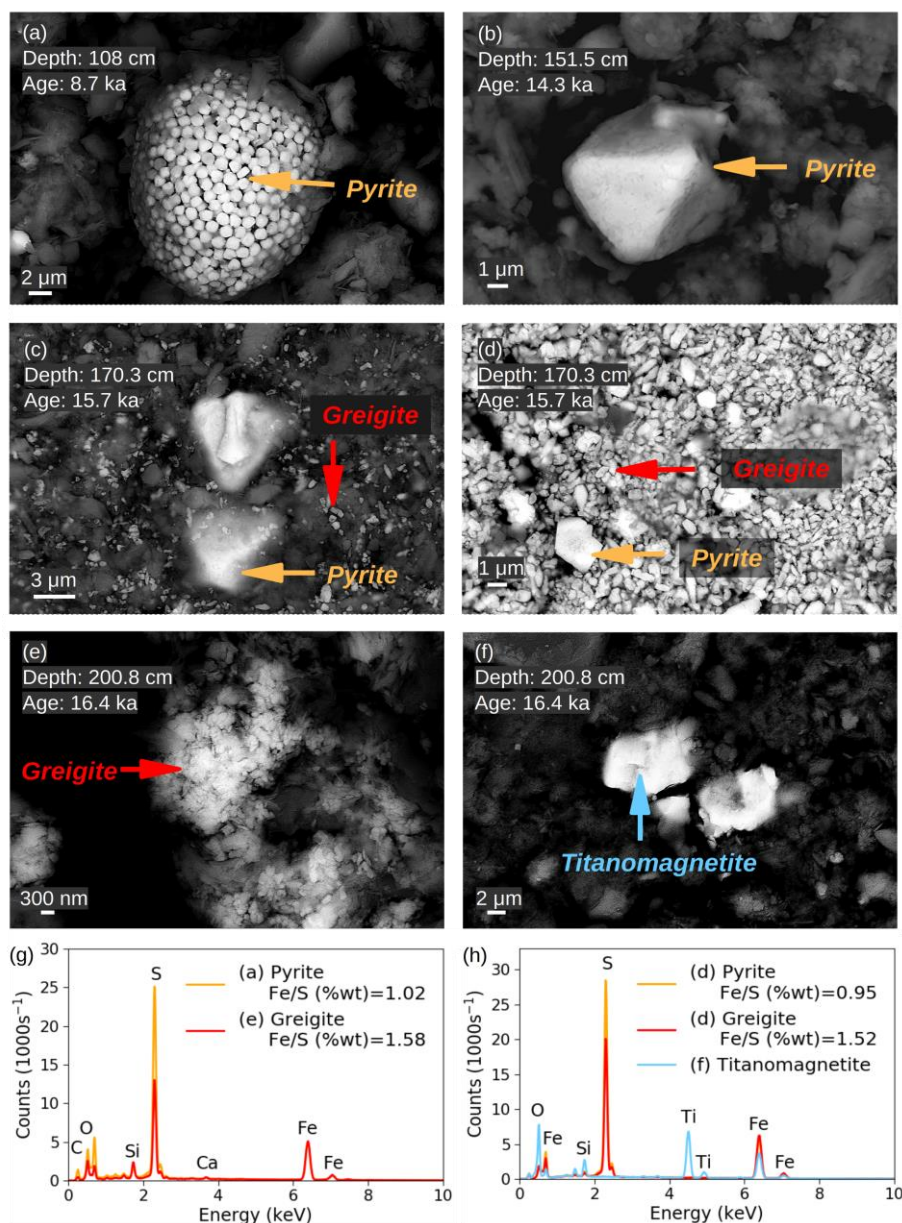 (a)
Depth: 108 cm
Age: 8.7 ka
Pyrite
2 µm
(b)
Depth: 151.5 cm
Age: 14.3 ka
Pyrite
1 µm
(c)
Depth: 170.3 cm
Age: 15.7 ka
Greigite
Pyrite
3 µm
(d)
Depth: 170.3 cm
Age: 15.7 ka
Greigite
Pyrite
1 µm
(e)
Depth: 200.8 cm
Age: 16.4 ka
Greigite
300 nm
(f)
Depth: 200.8 cm
Age: 16.4 ka
Titanomagnetite
2 µm
(g)
30
25
20
15
10
5
0
Counts (1000s⁻¹)
S
(a) Pyrite
Fe/S (%wt)=1.02
(e) Greigite
Fe/S (%wt)=1.58
C
O
Si
Ca
Fe
Fe
0 2 4 6 8 10
Energy (keV)
(h)
30
25
20
15
10
5
0
Counts (1000s⁻¹)
S
(d) Pyrite
Fe/S (%wt)=0.95
(d) Greigite
Fe/S (%wt)=1.52
(f) Titanomagnetite
O
Fe
Si
Ti
Ti
Fe
Fe
0 2 4 6 8 10
Energy (keV)